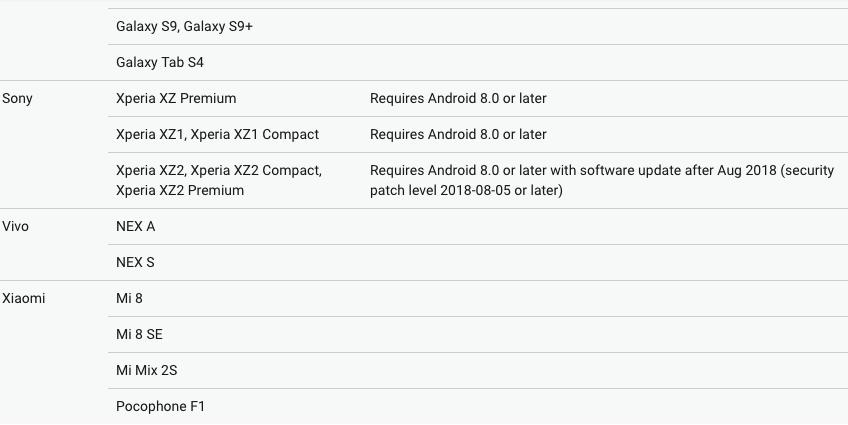 Galaxy S9, Galaxy S9+
Galaxy Tab S4
Sony
Xperia XZ Premium
Requires Android 8.0 or later
Xperia XZ1, Xperia XZ1 Compact
Requires Android 8.0 or later
Xperia XZ2, Xperia XZ2 Compact,
Xperia XZ2 Premium
Requires Android 8.0 or later with software update after Aug 2018 (security
patch level 2018-08-05 or later)
Vivo
NEX A
NEX S
Xiaomi
Mi 8
Mi 8 SE
Mi Mix 2S
Pocophone F1